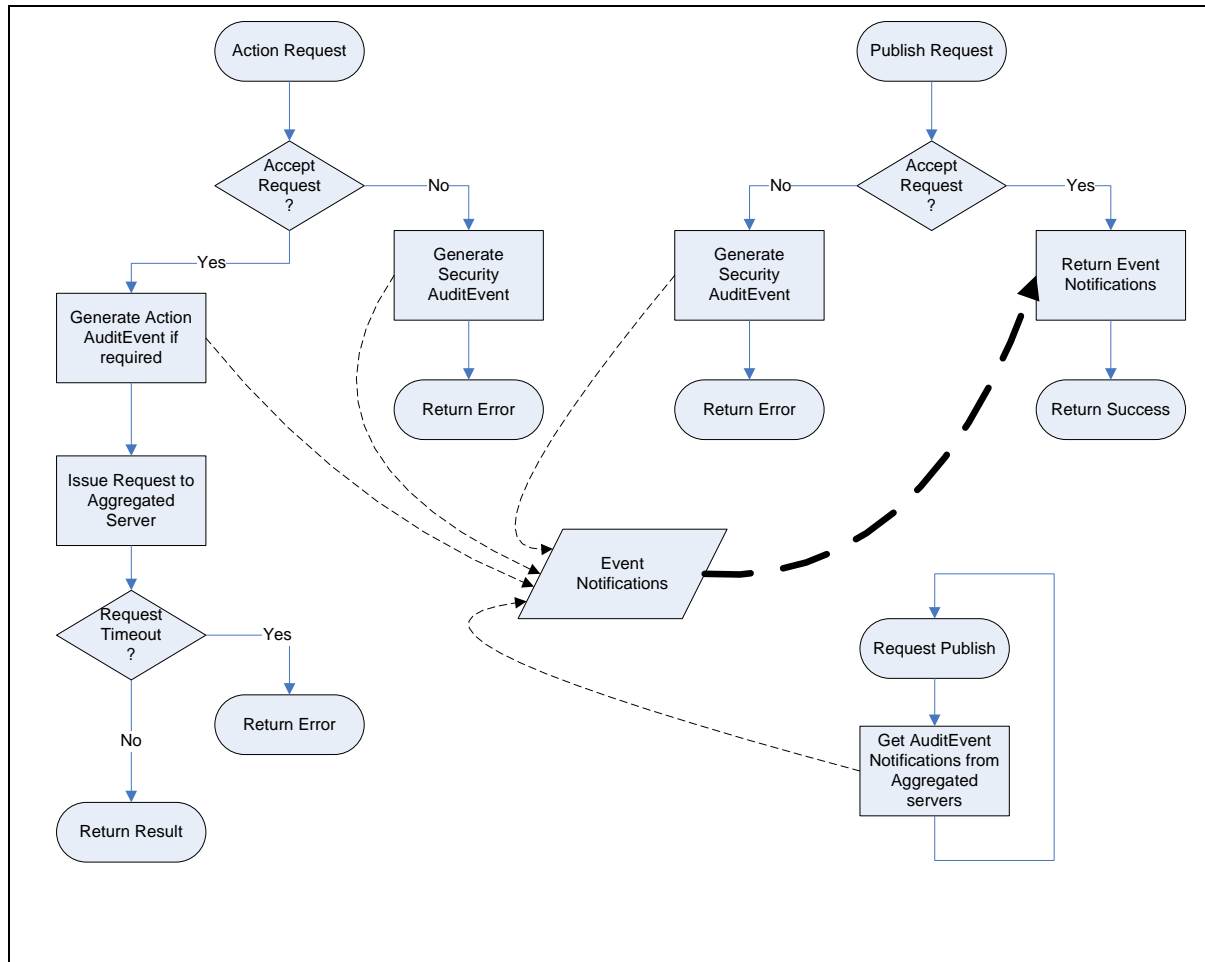 Action Request
Accept
Request
?
No
Yes
Generate
Security
AuditEvent
Return Error
Generate Action
AuditEvent if
required
Issue Request to
Aggregated
Server
Request
Timeout
?
Yes
Return Error
No
Return Result
Publish Request
Accept
Request
?
No
Yes
Generate
Security
AuditEvent
Return Error
Return Event
Notifications
Return Success
Event
Notifications
Request Publish
Get AuditEvent
Notifications from
Aggregated
servers